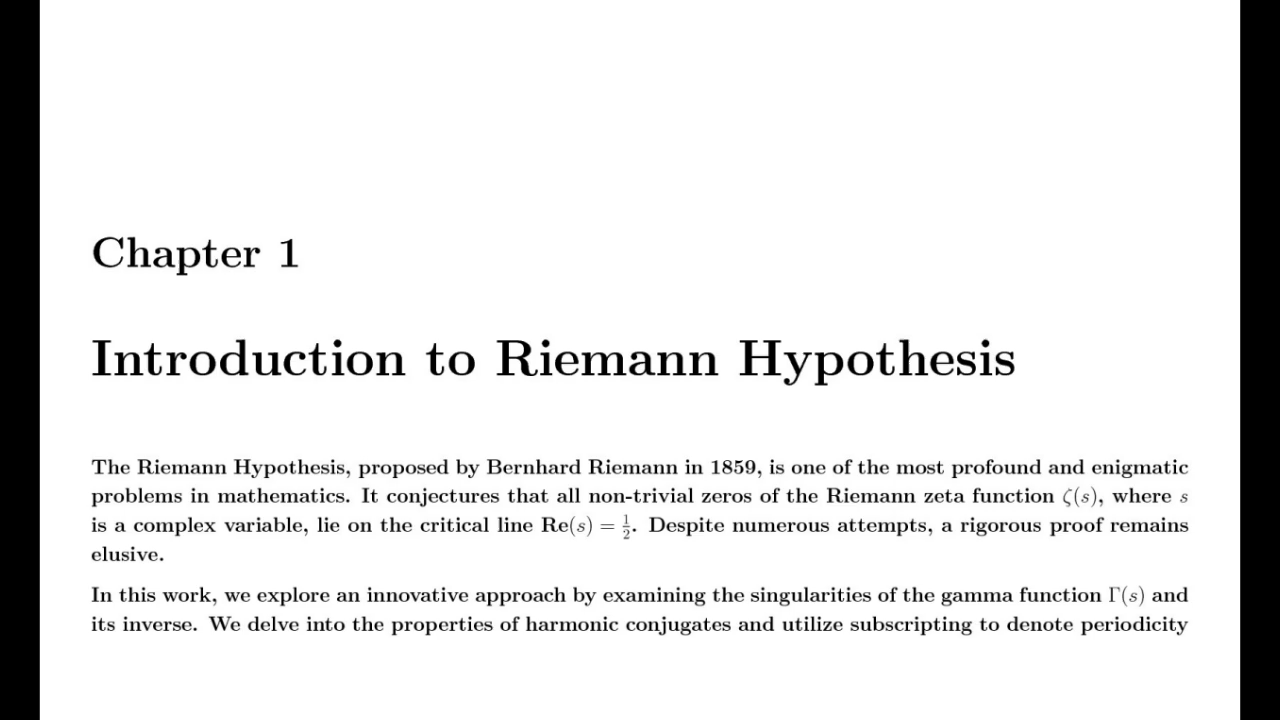 Chapter 1
Introduction to Riemann Hypothesis
The Riemann Hypothesis, proposed by Bernhard Riemann in 1859, is one of the most profound and enigmatic
problems in mathematics. It conjectures that all non-trivial zeros of the Riemann zeta function ζ(s), where s
is a complex variable, lie on the critical line Re(s) = 1/2. Despite numerous attempts, a rigorous proof remains
elusive.
In this work, we explore an innovative approach by examining the singularities of the gamma function Γ(s) and
its inverse. We delve into the properties of harmonic conjugates and utilize subscripting to denote periodicity